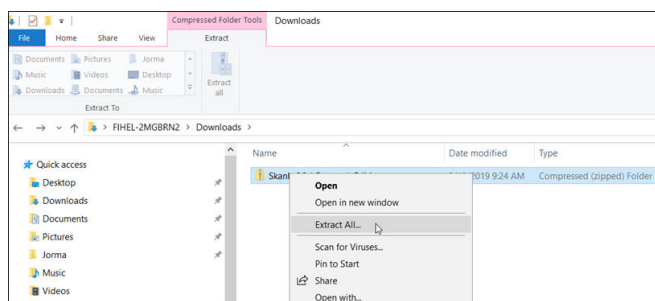 Compressed Folder Tools Downloads
File Home Share View Extract
Documents Pictures Jorma
Music Videos Desktop
Downloads Documents Music
Extract all
Extract To
FIHEL-2MGBRN2 > Downloads >
Name Date modified Type
Quick access
Desktop
Downloads
Documents
Pictures
Jorma
Music
Videos
2019 9:24 AM Compressed (zipped) Folder
Open
Open in new window
Extract All...
Scan for Viruses...
Pin to Start
Share
Open with...